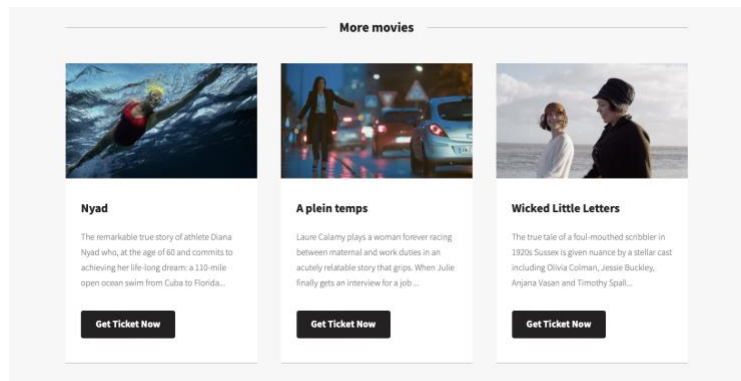 More movies
Nyad
The remarkable true story of athlete Diana
Nyad who, at the age of 60 and commits to
achieving her life-long dream: a 110-mile
open ocean swim from Cuba to Florida...
Get Ticket Now
A plein temps
Laure Calamy plays a woman forever racing
between maternal and work duties in an
acutely relatable story that grips. When Julie
finally gets an interview for a job ...
Get Ticket Now
Wicked Little Letters
The true tale of a foul-mouthed scribbler in
1920s Sussex is given nuance by a stellar cast
including Olivia Colman, Jessie Buckley,
Anjana Vasan and Timothy Spall...
Get Ticket Now